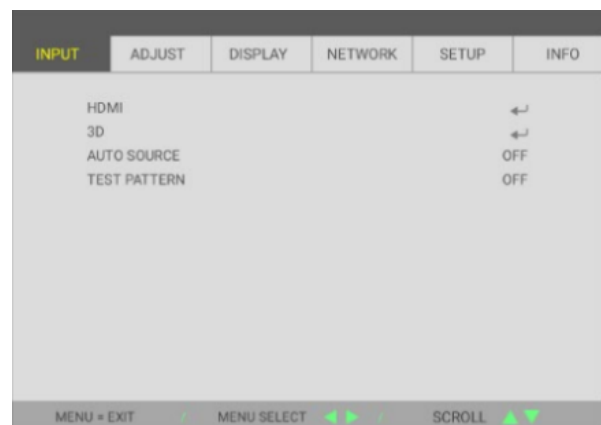 INPUT ADJUST DISPLAY NETWORK SETUP INFO
HDMI
3D
AUTO SOURCE OFF
TEST PATTERN OFF
MENU = EXIT / MENU SELECT / SCROLL